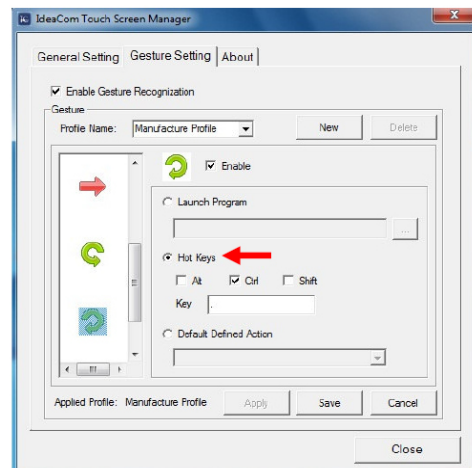 IdeaCom Touch Screen Manager
General Setting Gesture Setting About
Enable Gesture Recognization
Gesture
Profile Name: Manufacture Profile New Delete
Enable
Launch Program
...
Hot Keys
Alt Ctrl Shift
Key .
Default Defined Action
Applied Profile: Manufacture Profile Apply Save Cancel
Close